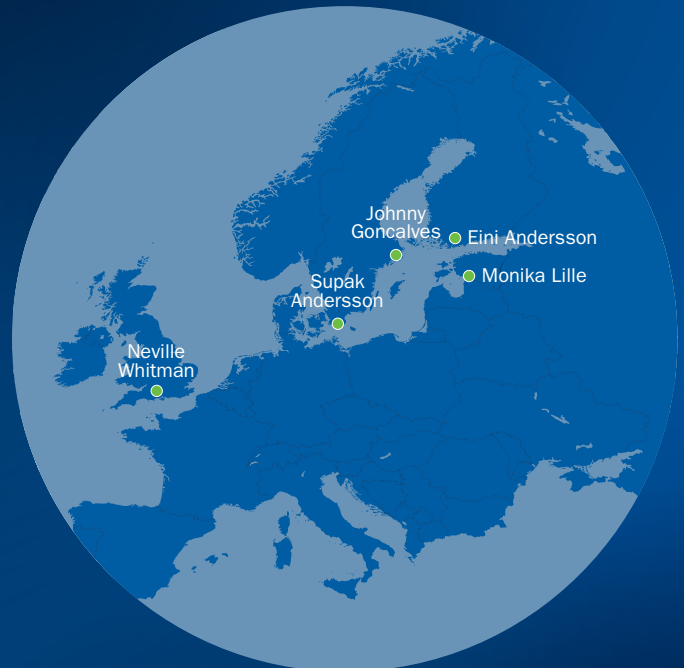 Johnny
Goncalves
Eini Andersson
Monika Lille
Supak
Andersson
Neville
Whitman